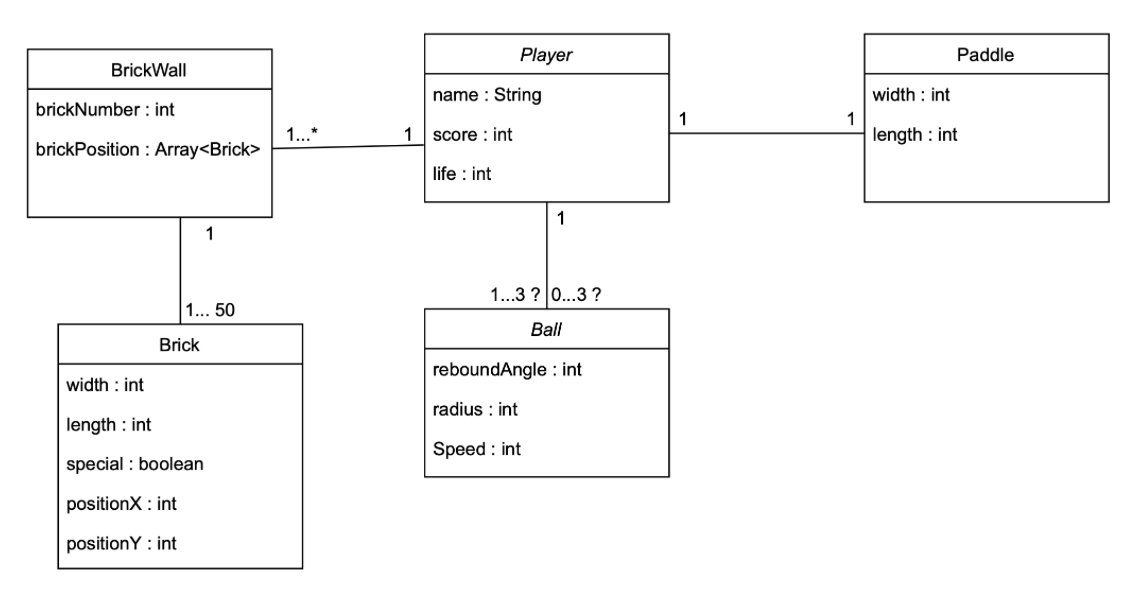 BrickWall
brickNumber : int
brickPosition : Array<Brick>
1...*
1
Player
name : String
score : int
life : int
1
1
Paddle
width : int
length : int
1
1... 50
Brick
width : int
length : int
special : boolean
positionX : int
positionY : int
1
1...3 ?
0...3 ?
Ball
reboundAngle : int
radius : int
Speed : int